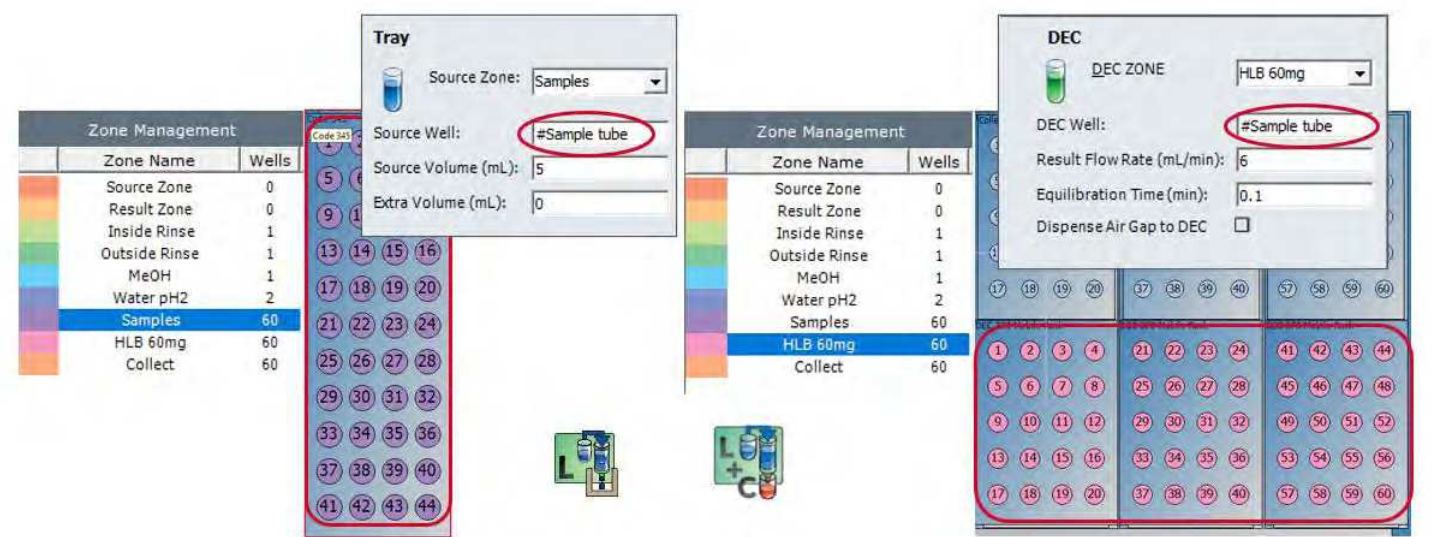 Tray
Source Zone: Samples
Source Well: #Sample tube
Source Volume (mL): 5
Extra Volume (mL): 0
Zone Management
Zone Name Wells
Source Zone 0
Result Zone 0
Inside Rinse 1
Outside Rinse 1
MeOH 1
Water pH2 2
Samples 60
HLB 60mg 60
Collect 60
Code 345
5
9
13 14 15 16
17 18 19 20
21 22 23 24
25 26 27 28
29 30 31 32
33 34 35 36
37 38 39 40
41 42 43 44
L
L
+
C
DEC
DEC ZONE HLB 60mg
DEC Well: #Sample tube
Result Flow Rate (mL/min): 6
Equilibration Time (min): 0.1
Dispense Air Gap to DEC
Zone Management
Zone Name Wells
Source Zone 0
Result Zone 0
Inside Rinse 1
Outside Rinse 1
MeOH 1
Water pH2 2
Samples 60
HLB 60mg 60
Collect 60
17 18 19 20 37 38 39 40 57 58 59 60
1 2 3 4 21 22 23 24 41 42 43 44
5 6 7 8 25 26 27 28 45 46 47 48
9 10 11 12 29 30 31 32 49 50 51 52
13 14 15 16 33 34 35 36 53 54 55 56
17 18 19 20 37 38 39 40 57 58 59 60